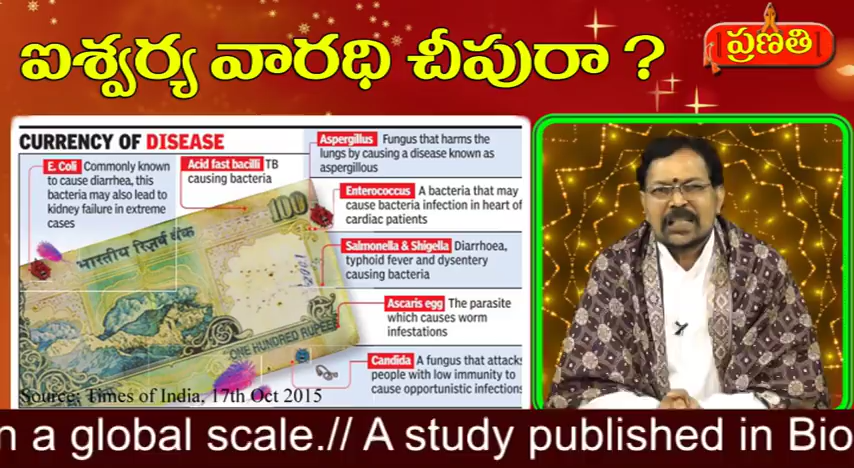 ఐశ్వర్య వారధి చీపురా ?
ప్రణతి
CURRENCY OF DISEASE
E. Coli Commonly known
to cause diarrhea, this
bacteria may also lead to
kidney failure in extreme
cases
Acid fast bacilli TB
causing bacteria
Aspergillus Fungus that harms the
lungs by causing a disease known as
aspergillous
Enterococcus A bacteria that may
cause bacteria infection in heart of
cardiac patients
Salmonella & Shigella Diarrhoea,
typhoid fever and dysentery
causing bacteria
Ascaris egg The parasite
which causes worm
infestations
Candida A fungus that attacks
people with low immunity to
cause opportunistic infections
100
भारतीय रिज़र्व बैंक
ONE HUNDRED RUPEES
Source: Times of India, 17th Oct 2015
n a global scale.// A study published in Bio